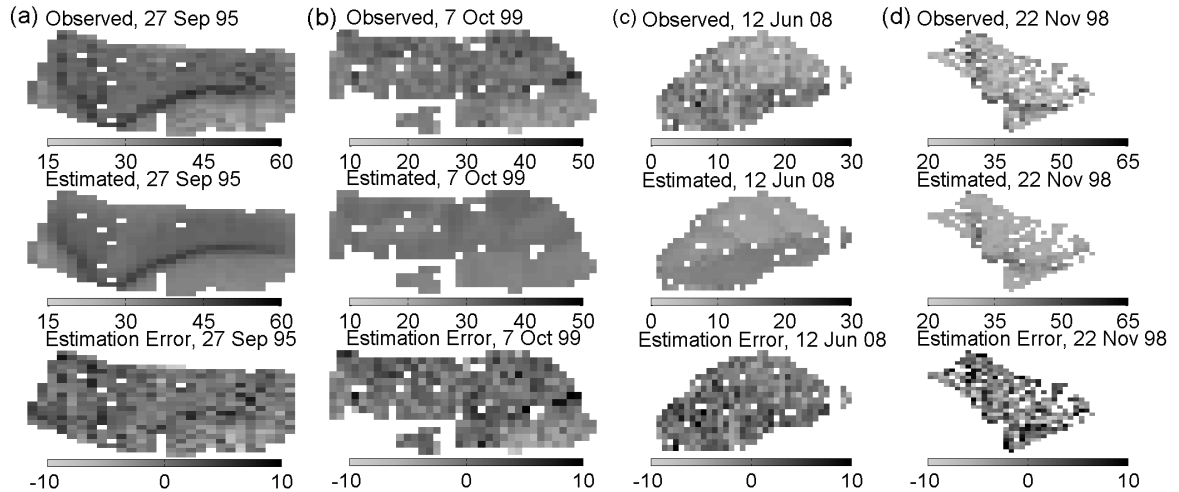 (a) Observed, 27 Sep 95
(b) Observed, 7 Oct 99
(c) Observed, 12 Jun 08
(d) Observed, 22 Nov 98
15 30 45 60
10 20 30 40 50
0 10 20 30
20 35 50 65
Estimated, 27 Sep 95
Estimated, 7 Oct 99
Estimated, 12 Jun 08
Estimated, 22 Nov 98
15 30 45 60
10 20 30 40 50
0 10 20 30
20 35 50 65
Estimation Error, 27 Sep 95
Estimation Error, 7 Oct 99
Estimation Error, 12 Jun 08
Estimation Error, 22 Nov 98
-10 0 10
-10 0 10
-10 0 10
-10 0 10